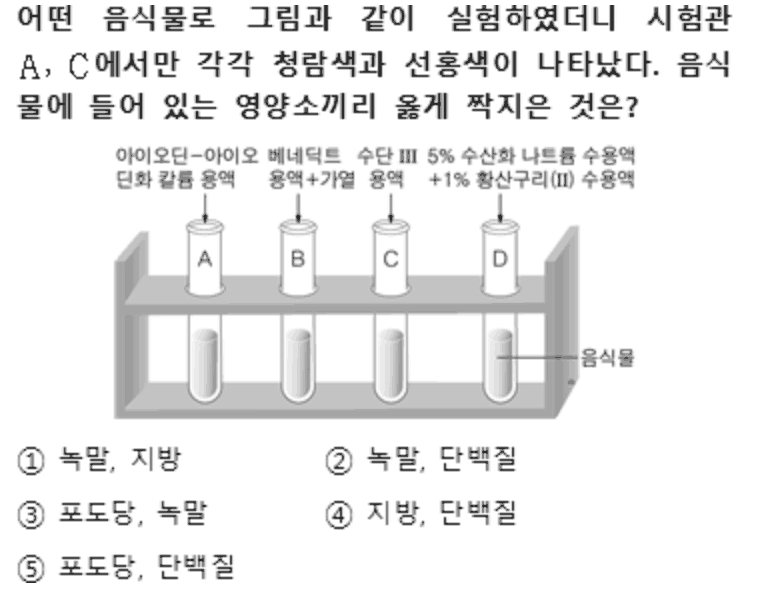 어떤 음식물로 그림과 같이 실험하였더니 시험관
A, C에서만 각각 청람색과 선홍색이 나타났다. 음식
물에 들어 있는 영양소끼리 옳게 짝지은 것은?
아이오딘-아이오 베네딕트 수단 III 5% 수산화 나트륨 수용액
딘화 칼륨 용액 용액+가열 용액 +1% 황산구리(II) 수용액
A B C D
음식물
① 녹말, 지방 ② 녹말, 단백질
③ 포도당, 녹말 ④ 지방, 단백질
⑤ 포도당, 단백질